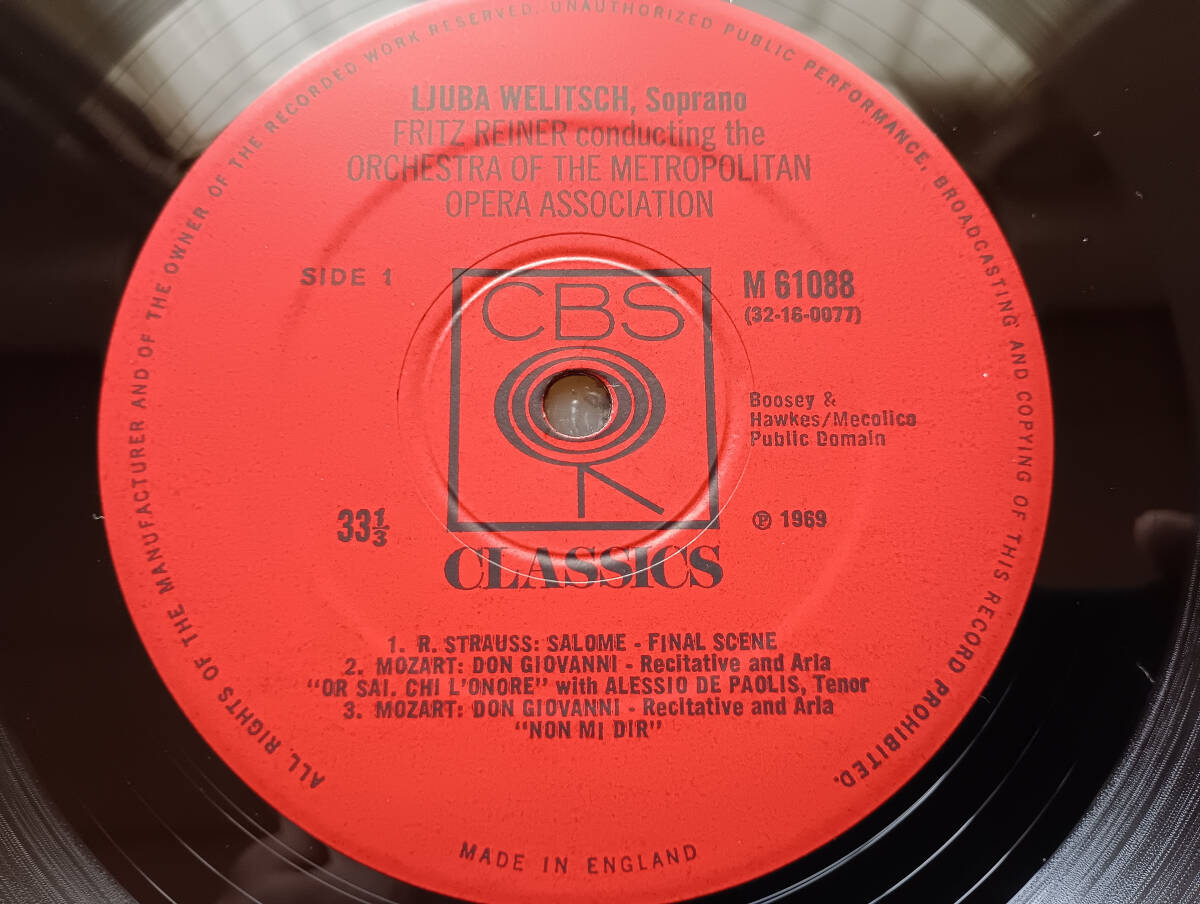 ALL RIGHTS OF THE MANUFACTURER AND OF THE OWNER OF THE RECORDED WORK RESERVED. UNAUTHORIZED PUBLIC PERFORMANCE, BROADCASTING AND COPYING OF THIS RECORD PROHIBITED.
LJUBA WELITSCH, Soprano
FRITZ REINER conducting the
ORCHESTRA OF THE METROPOLITAN
OPERA ASSOCIATION
SIDE 1
M 61088
(32-16-0077)
CBS
Boosey &
Hawkes/Mecolico
Public Domain
33⅓
℗ 1969
CLASSICS
1. R. STRAUSS: SALOME - FINAL SCENE
2. MOZART: DON GIOVANNI - Recitative and Aria
"OR SAI. CHI L'ONORE" with ALESSIO DE PAOLIS, Tenor
3. MOZART: DON GIOVANNI - Recitative and Aria
"NON MI DIR"
MADE IN ENGLAND